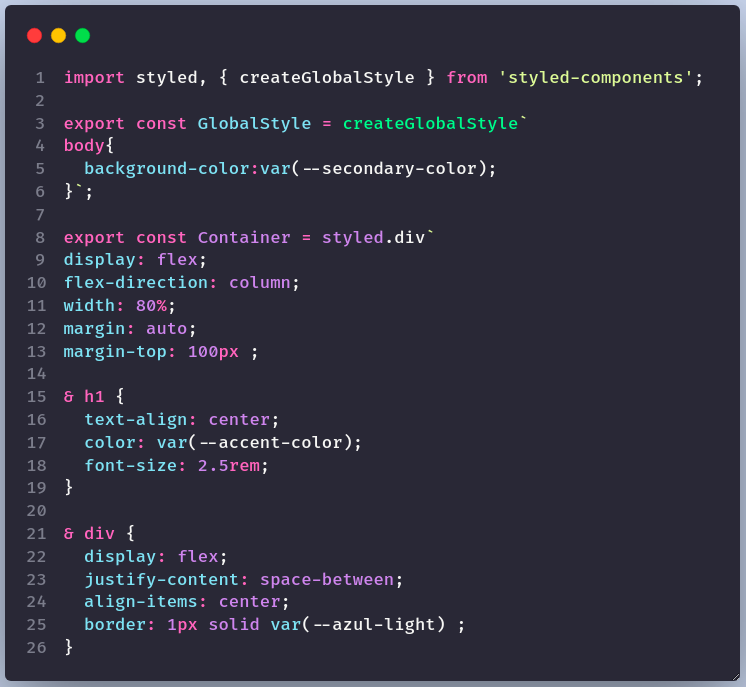 1 import styled, { createGlobalStyle } from 'styled-components';
2
3 export const GlobalStyle = createGlobalStyle`
4 body{
5   background-color:var(--secondary-color);
6 }`;
7
8 export const Container = styled.div`
9 display: flex;
10 flex-direction: column;
11 width: 80%;
12 margin: auto;
13 margin-top: 100px ;
14
15 & h1 {
16   text-align: center;
17   color: var(--accent-color);
18   font-size: 2.5rem;
19 }
20
21 & div {
22   display: flex;
23   justify-content: space-between;
24   align-items: center;
25   border: 1px solid var(--azul-light) ;
26 }